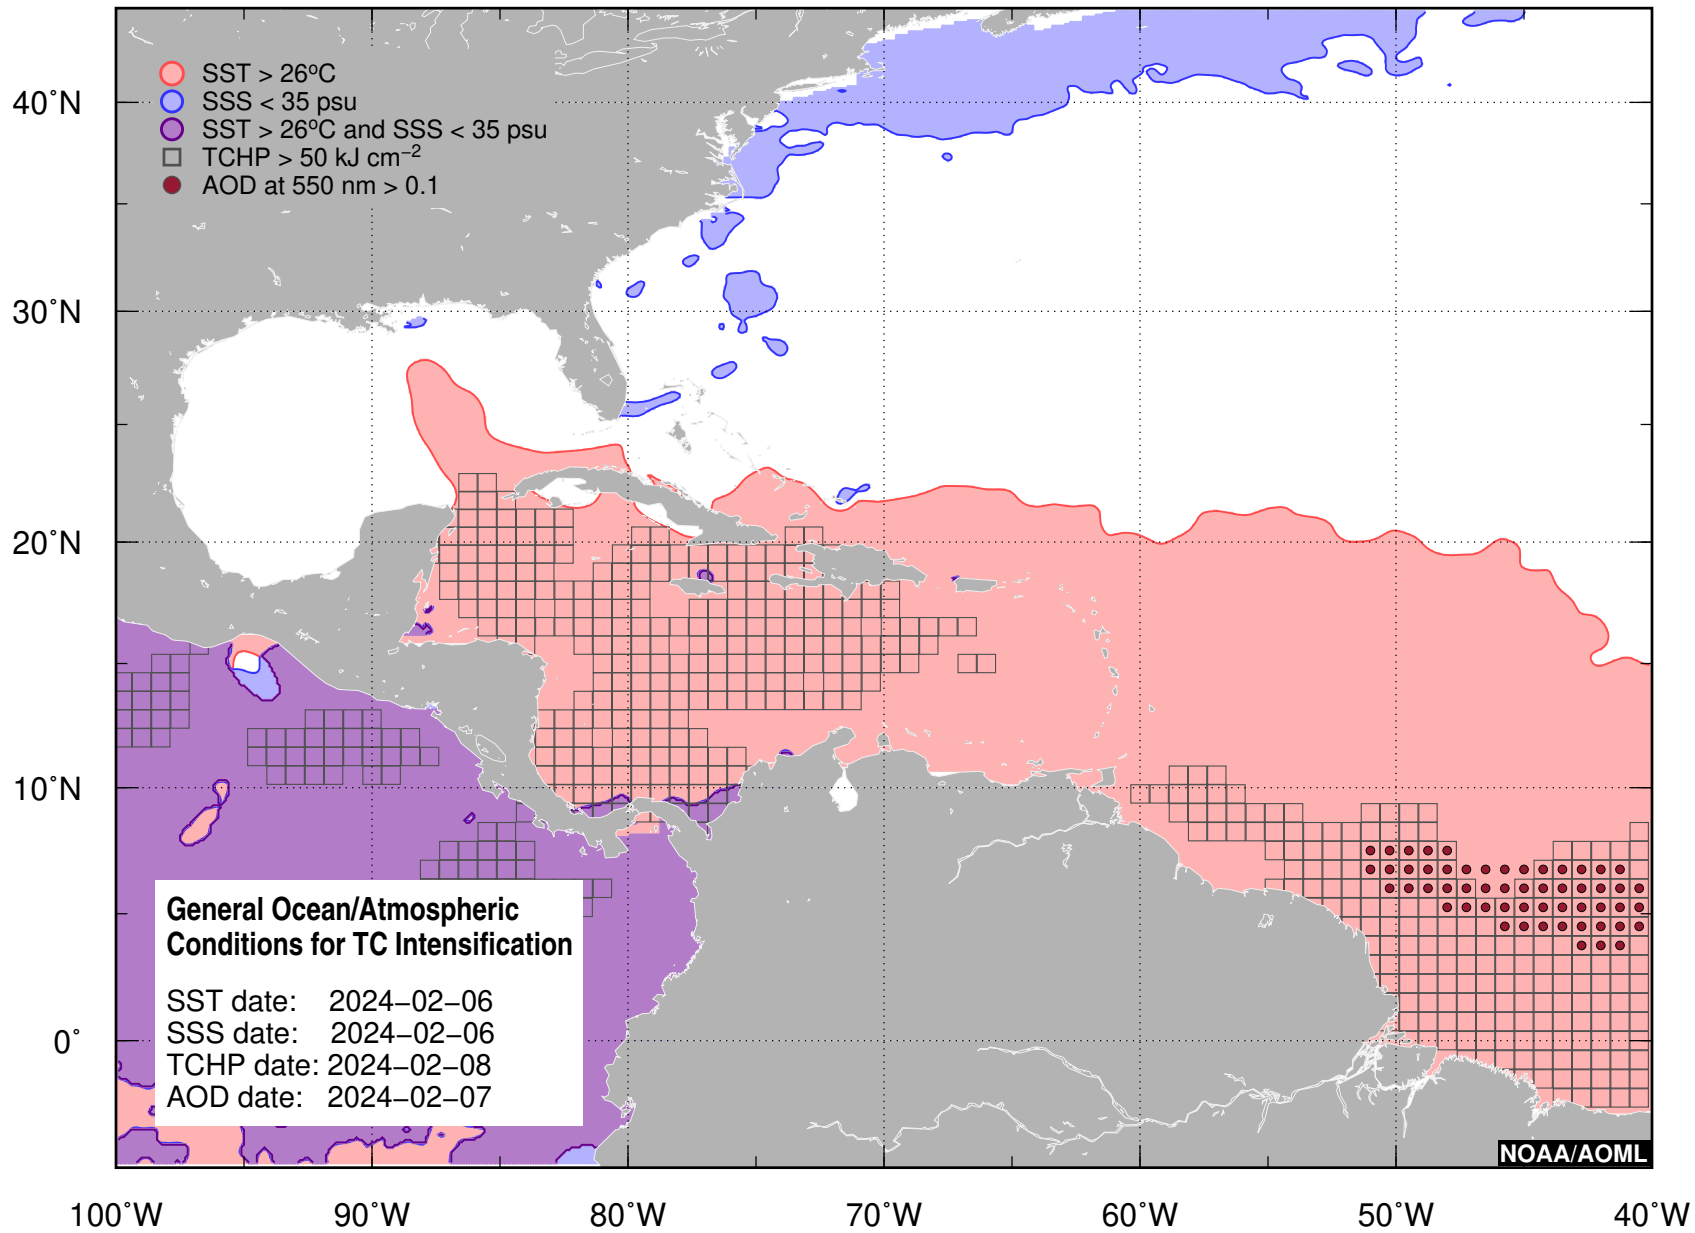 SST > 26ºC
SSS < 35 psu
SST > 26ºC and SSS < 35 psu
TCHP > 50 kJ cm⁻²
AOD at 550 nm > 0.1
40˚N
30˚N
20˚N
10˚N
0˚
General Ocean/Atmospheric
Conditions for TC Intensification
SST date: 2024−02−06
SSS date: 2024−02−06
TCHP date: 2024−02−08
AOD date: 2024−02−07
NOAA/AOML
100˚W 90˚W 80˚W 70˚W 60˚W 50˚W 40˚W